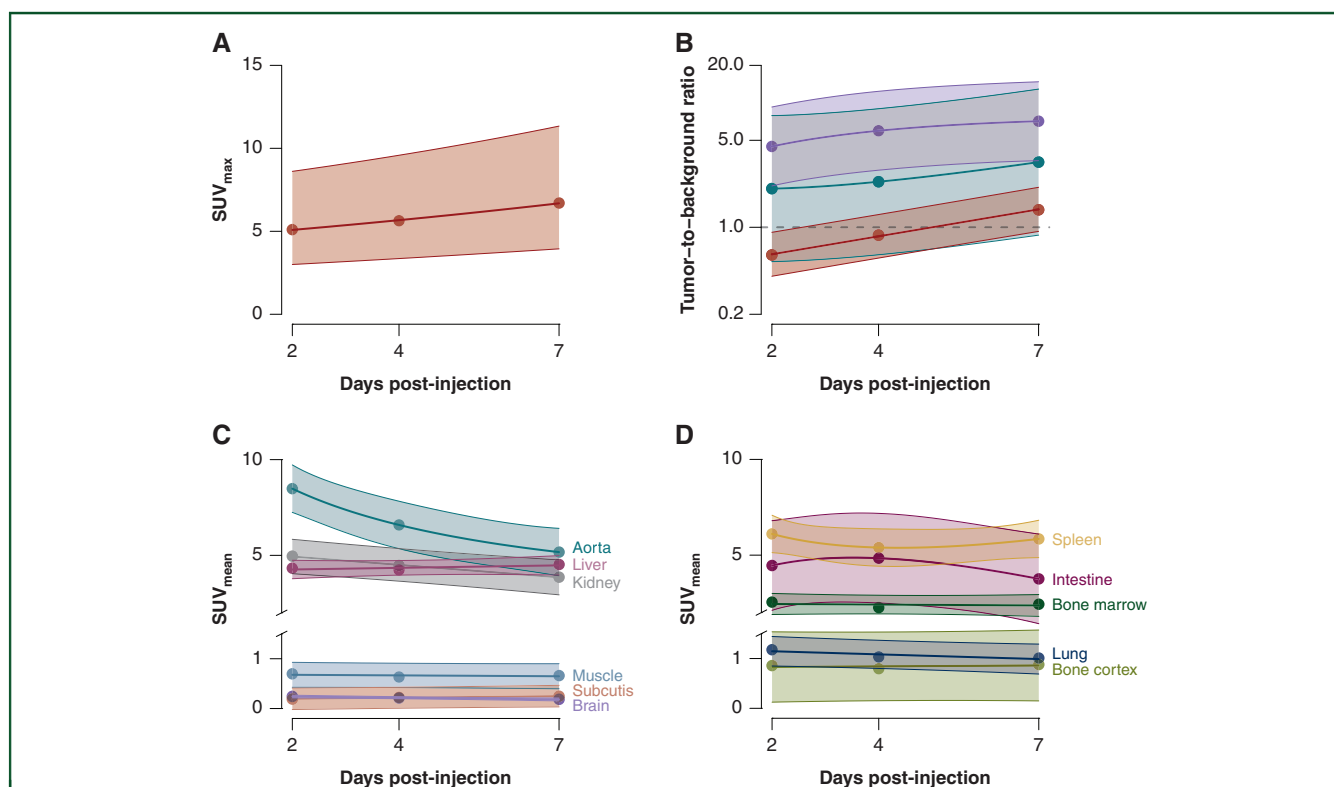 A
15
10
5
0
SUVmax
2 4 7
Days post-injection
B
20.0
5.0
1.0
0.2
Tumor–to–background ratio
2 4 7
Days post-injection
C
10
5
1
0
SUVmean
Aorta
Liver
Kidney
Muscle
Subcutis
Brain
2 4 7
Days post-injection
D
10
5
1
0
SUVmean
Spleen
Intestine
Bone marrow
Lung
Bone cortex
2 4 7
Days post-injection